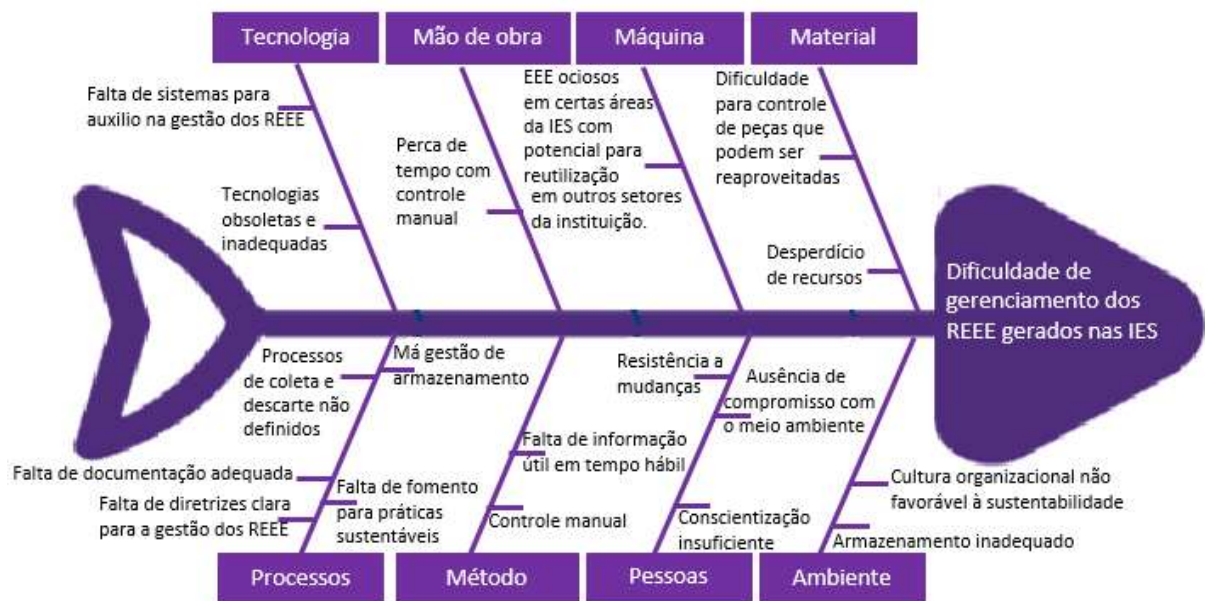 Tecnologia
Mão de obra
Máquina
Material
Falta de sistemas para
auxilio na gestão dos REEE
Tecnologias
obsoletas e
inadequadas
Perca de
tempo com
controle
manual
EEE ociosos
em certas áreas
da IES com
potencial para
reutilização
em outros setores
da instituição.
Dificuldade
para controle
de peças que
podem ser
reaproveitadas
Desperdício
de recursos
Dificuldade de
gerenciamento dos
REEE gerados nas IES
Processos
de coleta e
descarte não
definidos
Má gestão de
armazenamento
Falta de documentação adequada
Falta de diretrizes clara
para a gestão dos REEE
Falta de fomento
para práticas
sustentáveis
Falta de informação
útil em tempo hábil
Controle manual
Resistência a
mudanças
Ausência de
compromisso com
o meio ambiente
Conscientização
insuficiente
Cultura organizacional não
favorável à sustentabilidade
Armazenamento inadequado
Processos
Método
Pessoas
Ambiente